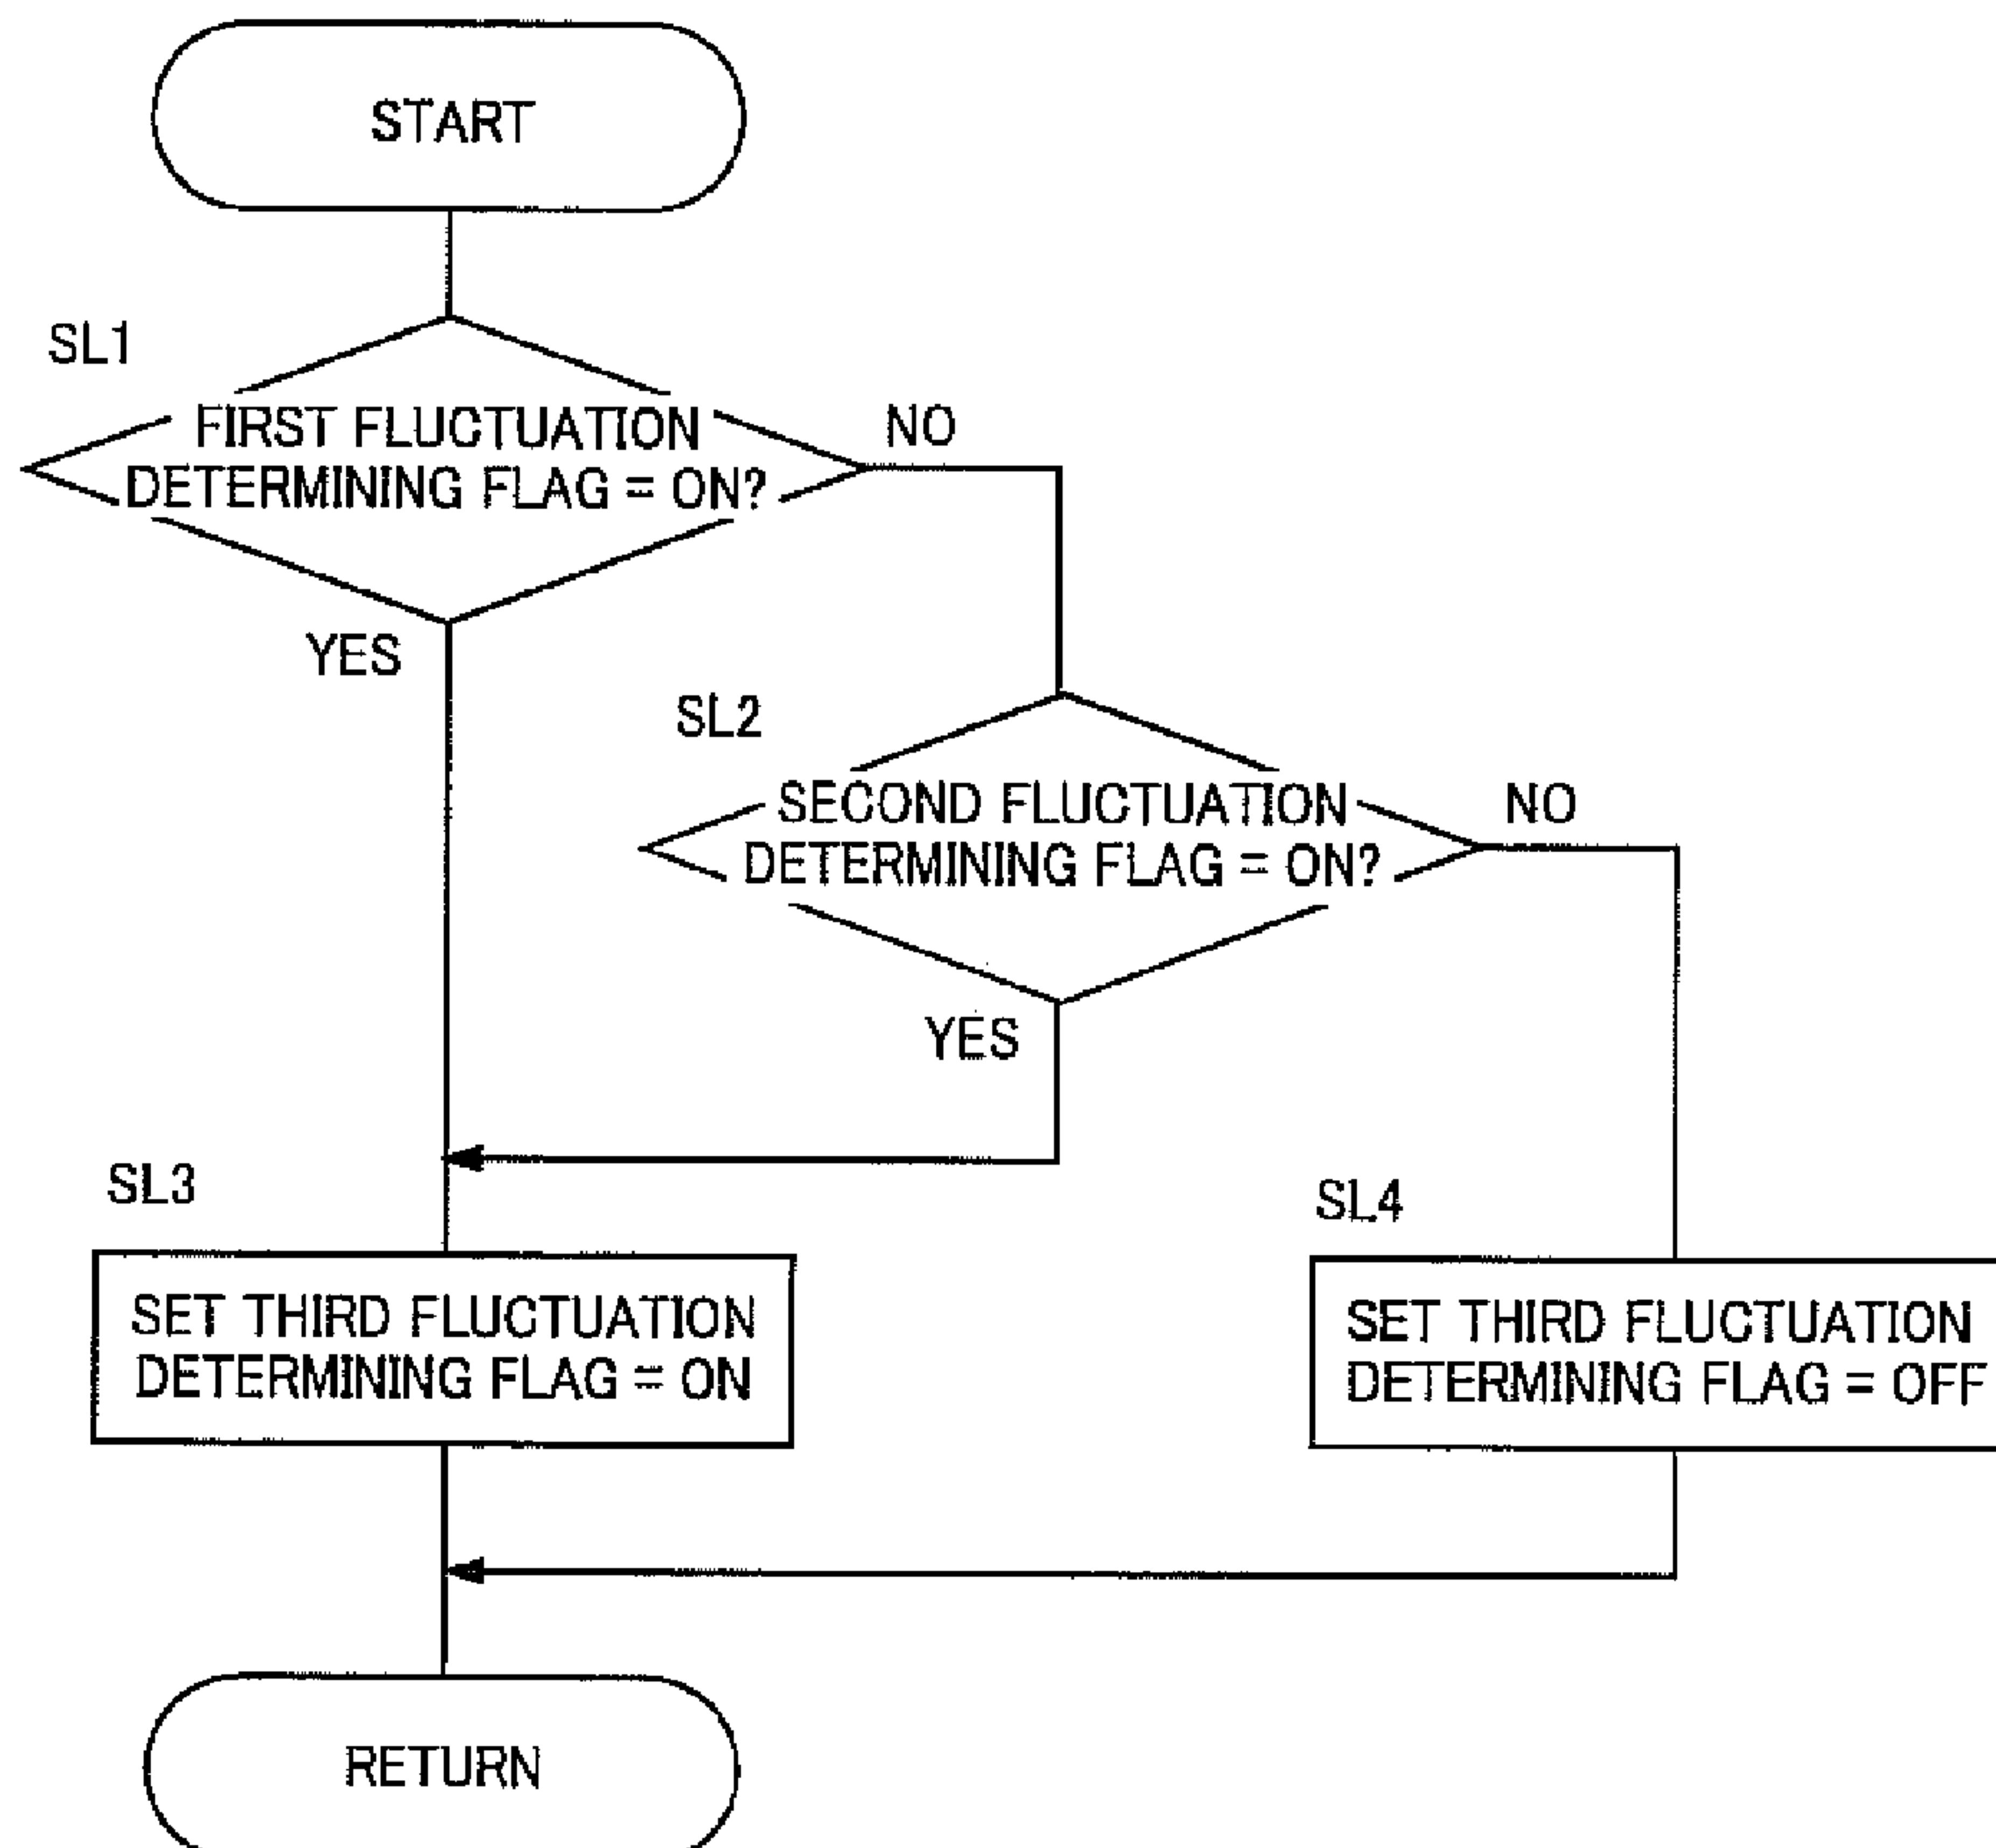 START
SL1
FIRST FLUCTUATION
DETERMINING FLAG = ON?
NO
YES
SL2
SECOND FLUCTUATION
DETERMINING FLAG = ON?
NO
YES
SL3
SET THIRD FLUCTUATION
DETERMINING FLAG = ON
SL4
SET THIRD FLUCTUATION
DETERMINING FLAG = OFF
RETURN